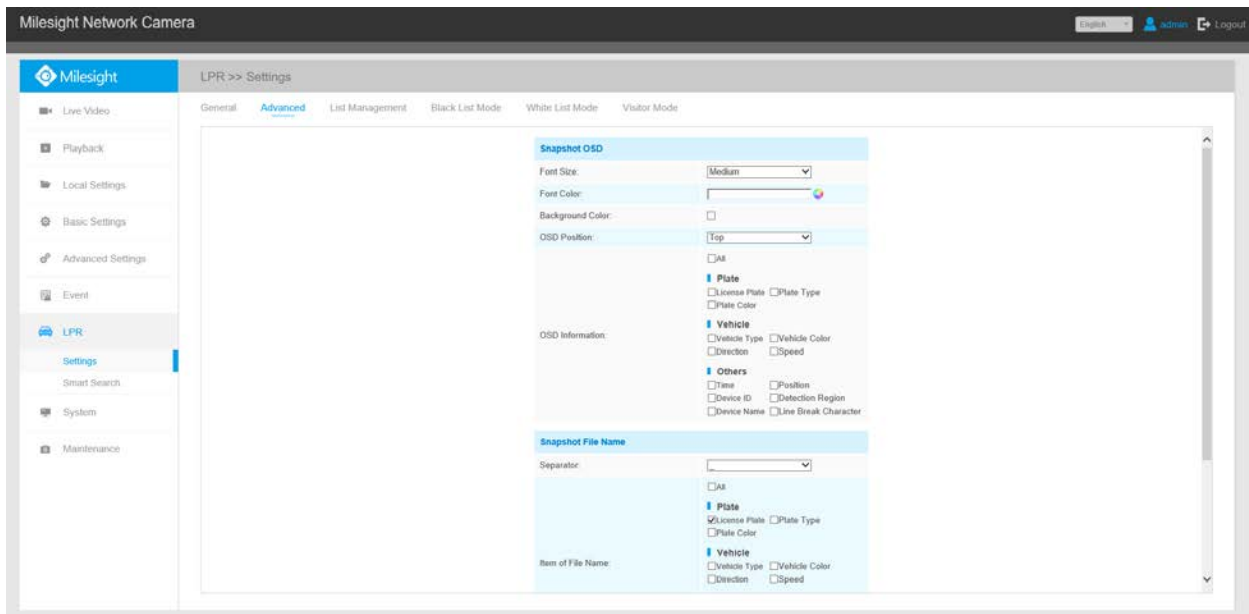 Milesight Network Camera
English
admin
Logout
Milesight
LPR >> Settings
Live Video
Playback
Local Settings
Basic Settings
Advanced Settings
Event
LPR
Settings
Smart Search
System
Maintenance
General Advanced List Management Black List Mode White List Mode Visitor Mode
Snapshot OSD
Font Size: Medium
Font Color:
Background Color:
OSD Position: Top
OSD Information:
All
Plate
License Plate Plate Type
Plate Color
Vehicle
Vehicle Type Vehicle Color
Direction Speed
Others
Time Position
Device ID Detection Region
Device Name Line Break Character
Snapshot File Name
Separator: _
Item of File Name:
All
Plate
License Plate Plate Type
Plate Color
Vehicle
Vehicle Type Vehicle Color
Direction Speed